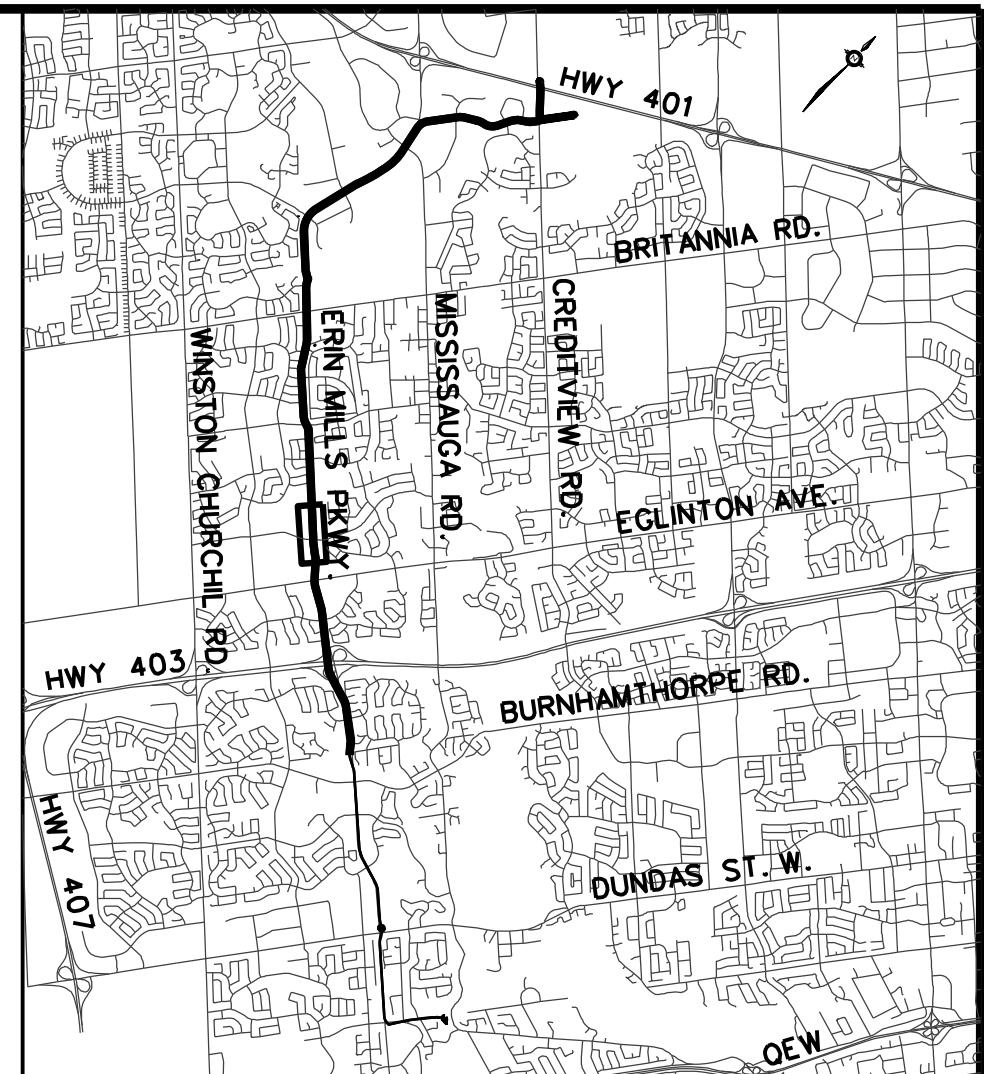 HWY 401
BRITANNIA RD.
WINSTON CHURCHIL RD.
ERIN MILLS PKWY.
MISSISSAUGA RD.
CREDITVIEW RD.
EGLINTON AVE.
HWY 403
BURNHAMTHORPE RD.
HWY 407
DUNDAS ST. W.
QEW